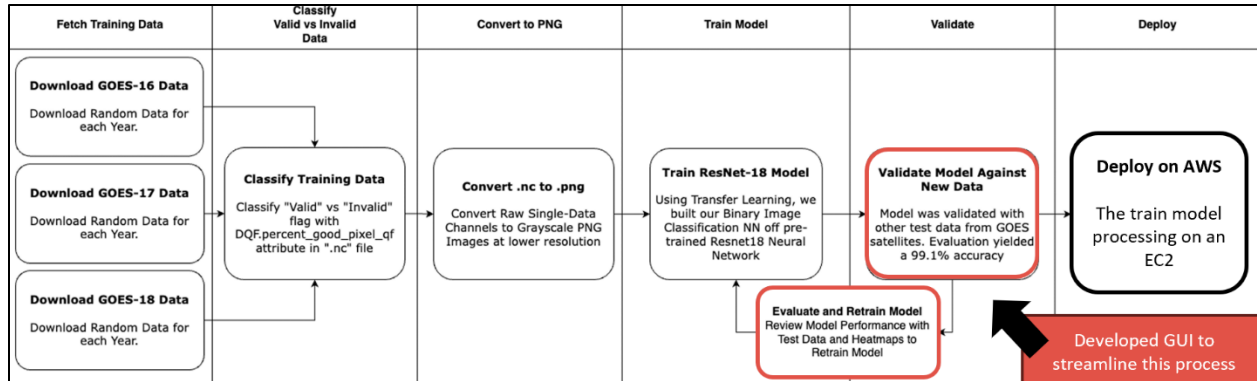 Fetch Training Data
Classify
Valid vs Invalid
Data
Convert to PNG
Train Model
Validate
Deploy
Download GOES-16 Data
Download Random Data for
each Year.
Download GOES-17 Data
Download Random Data for
each Year.
Download GOES-18 Data
Download Random Data for
each Year.
Classify Training Data
Classify "Valid" vs "Invalid"
flag with
DQF.percent_good_pixel_qf
attribute in ".nc" file
Convert .nc to .png
Convert Raw Single-Data
Channels to Grayscale PNG
Images at lower resolution
Train ResNet-18 Model
Using Transfer Learning, we
built our Binary Image
Classification NN off pre-
trained Resnet18 Neural
Network
Validate Model Against
New Data
Model was validated with
other test data from GOES
satellites. Evaluation yielded
a 99.1% accuracy
Evaluate and Retrain Model
Review Model Performance with
Test Data and Heatmaps to
Retrain Model
Deploy on AWS
The train model
processing on an
EC2
Developed GUI to
streamline this process